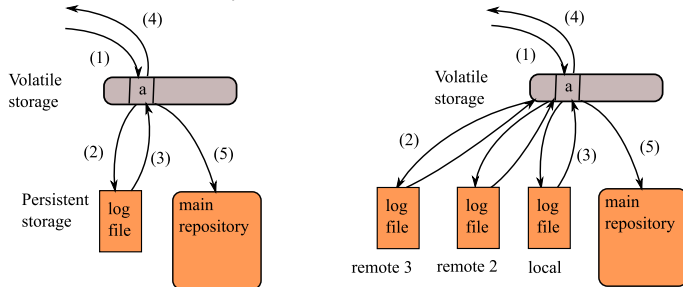 (4)
(1)
Volatile
storage
a
(2)
(3)
(5)
Persistent
storage
log
file
main
repository
(4)
(1)
Volatile
storage
a
(2)
(3)
(5)
log
file
log
file
log
file
main
repository
remote 3
remote 2
local